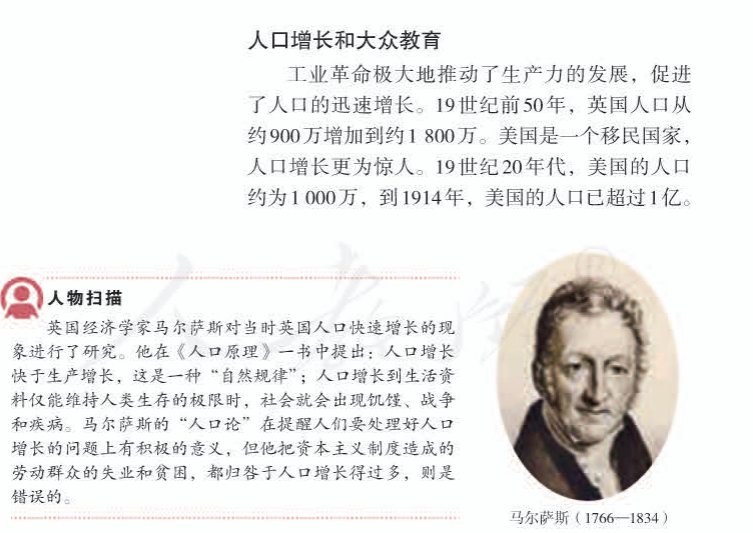 人口增长和大众教育
工业革命极大地推动了生产力的发展，促进
了人口的迅速增长。19世纪前50年，英国人口从
约900万增加到约1 800万。美国是一个移民国家，
人口增长更为惊人。19世纪20年代，美国的人口
约为1 000万，到1914年，美国的人口已超过1亿。
人物扫描
英国经济学家马尔萨斯对当时英国人口快速增长的现
象进行了研究。他在《人口原理》一书中提出：人口增长
快于生产增长，这是一种“自然规律”；人口增长到生活资
料仅能维持人类生存的极限时，社会就会出现饥馑、战争
和疾病。马尔萨斯的“人口论”在提醒人们要处理好人口
增长的问题上有积极的意义，但他把资本主义制度造成的
劳动群众的失业和贫困，都归咎于人口增长得过多，则是
错误的。
马尔萨斯（1766—1834）